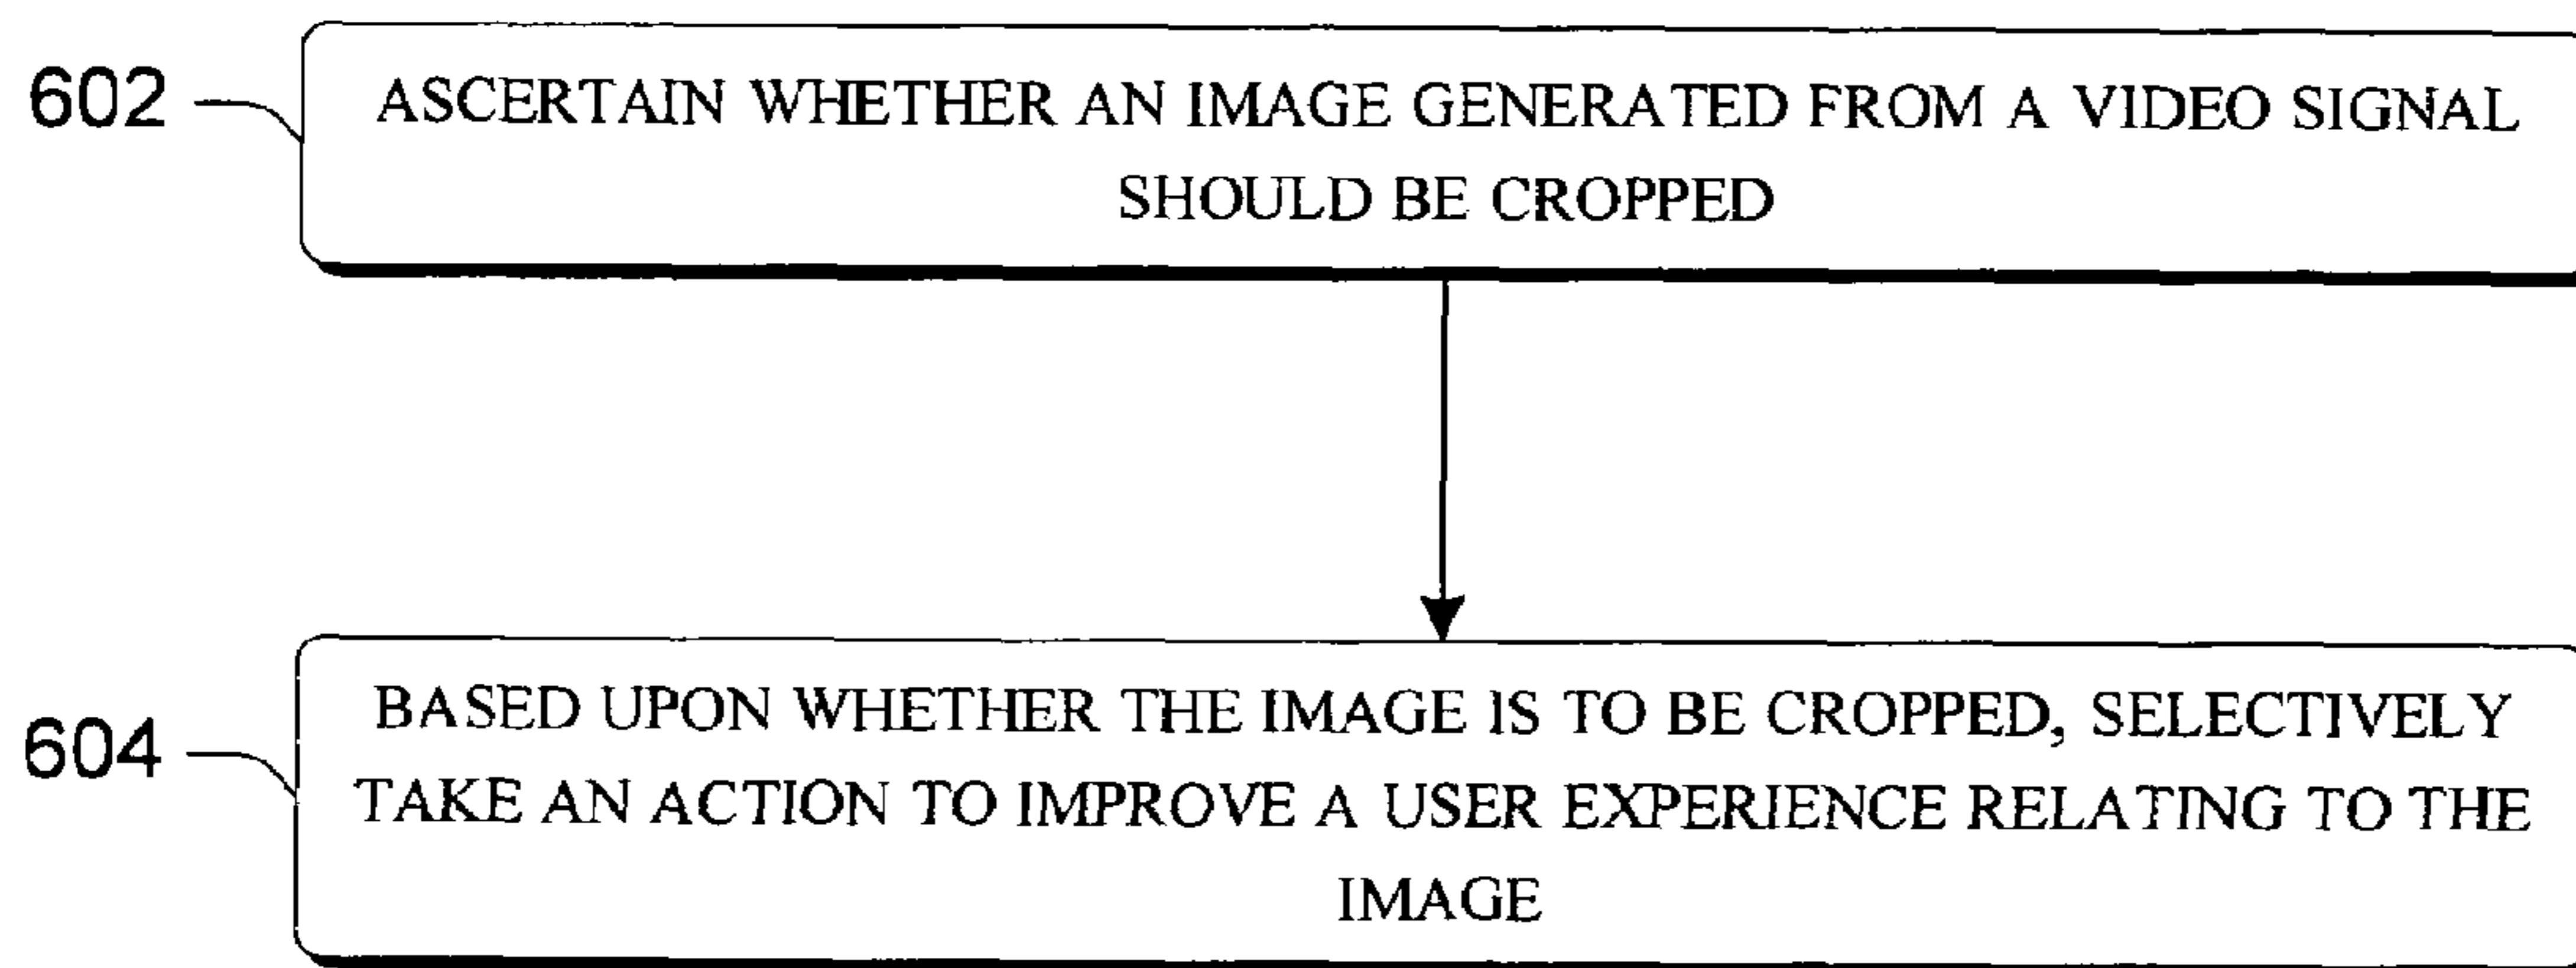 602
ASCERTAIN WHETHER AN IMAGE GENERATED FROM A VIDEO SIGNAL
SHOULD BE CROPPED
604
BASED UPON WHETHER THE IMAGE IS TO BE CROPPED, SELECTIVELY
TAKE AN ACTION TO IMPROVE A USER EXPERIENCE RELATING TO THE
IMAGE